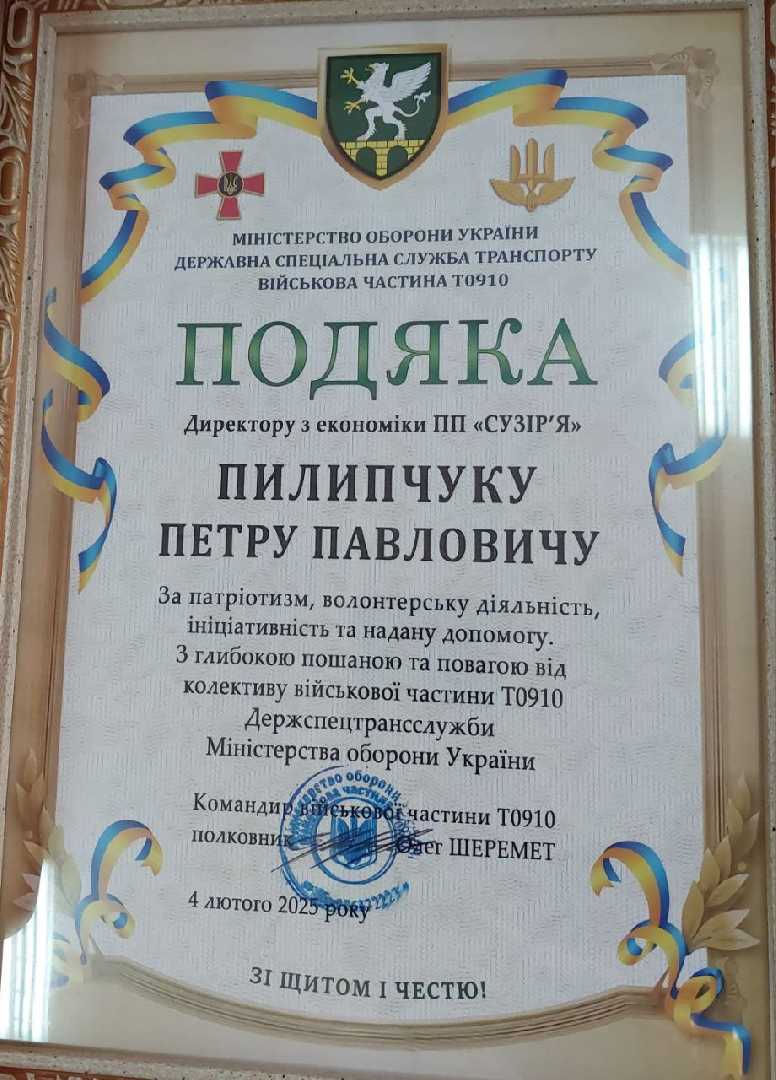 МІНІСТЕРСТВО ОБОРОНИ УКРАЇНИ
ДЕРЖАВНА СПЕЦІАЛЬНА СЛУЖБА ТРАНСПОРТУ
ВІЙСЬКОВА ЧАСТИНА Т0910
ПОДЯКА
Директору з економіки ПП «СУЗІР’Я»
ПИЛИПЧУКУ
ПЕТРУ ПАВЛОВИЧУ
За патріотизм, волонтерську діяльність,
ініціативність та надану допомогу.
З глибокою пошаною та повагою від
колективу військової частини Т0910
Держспецтрансслужби
Міністерства оборони України
Командир військової частини Т0910
полковник Олег ШЕРЕМЕТ
4 лютого 2025 року
ЗІ ЩИТОМ І ЧЕСТЮ!